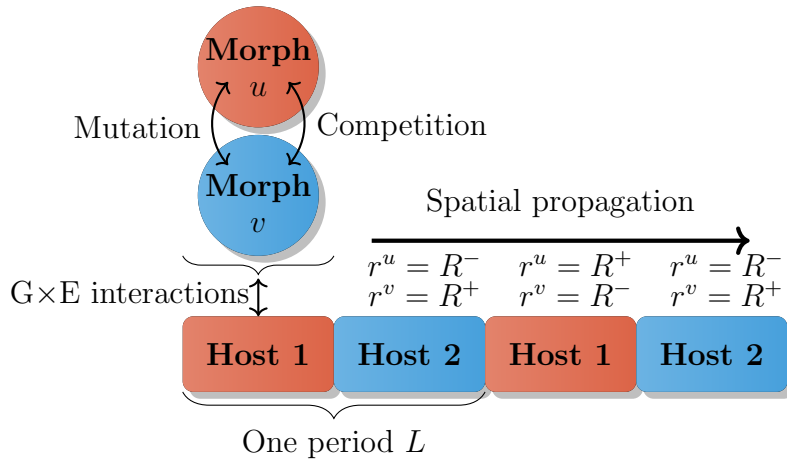 Morph
u
Mutation
Competition
Morph
v
Spatial propagation
r^u = R^- r^u = R^+ r^u = R^-
r^v = R^+ r^v = R^- r^v = R^+
G×E interactions
Host 1 Host 2 Host 1 Host 2
One period L